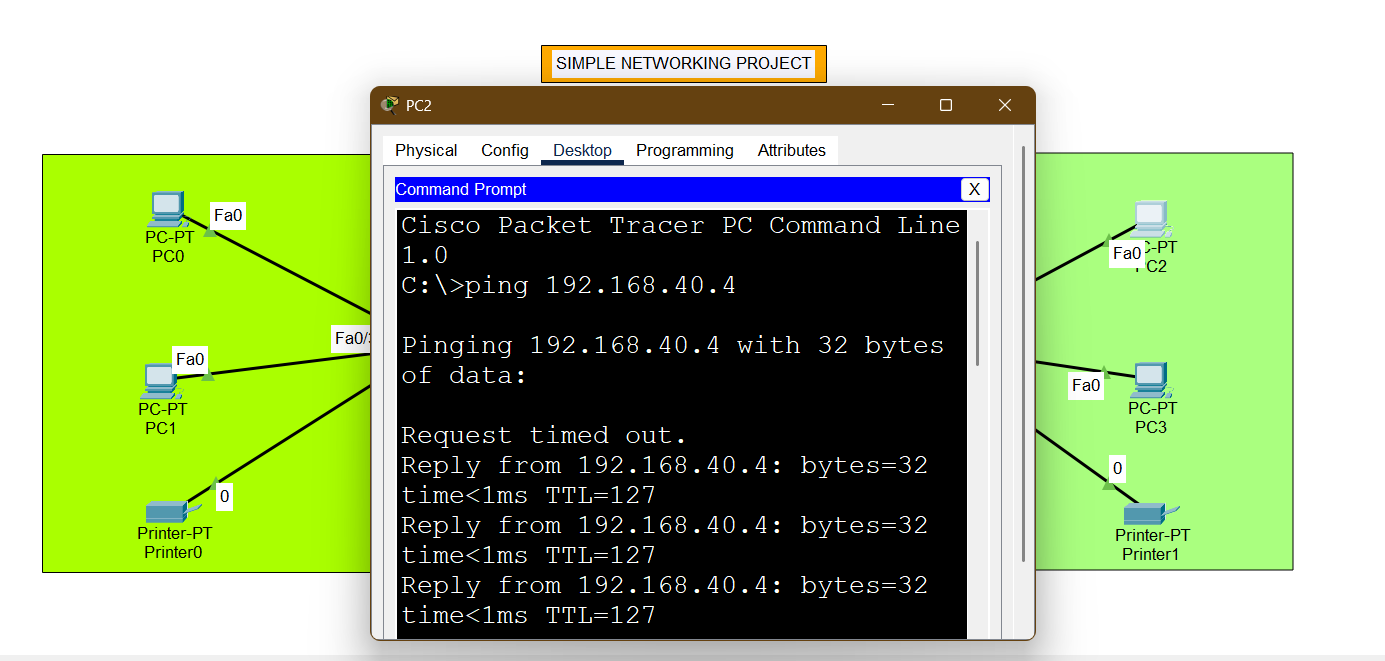 SIMPLE NETWORKING PROJECT
PC2
Physical Config Desktop Programming Attributes
Command Prompt
X
Cisco Packet Tracer PC Command Line
1.0
C:\>ping 192.168.40.4
Pinging 192.168.40.4 with 32 bytes
of data:
Request timed out.
Reply from 192.168.40.4: bytes=32
time<1ms TTL=127
Reply from 192.168.40.4: bytes=32
time<1ms TTL=127
Reply from 192.168.40.4: bytes=32
time<1ms TTL=127
Fa0
PC-PT
PC0
Fa0/
Fa0
PC-PT
PC1
0
Printer-PT
Printer0
Fa0
C-PT
PC2
Fa0
PC-PT
PC3
0
Printer-PT
Printer1